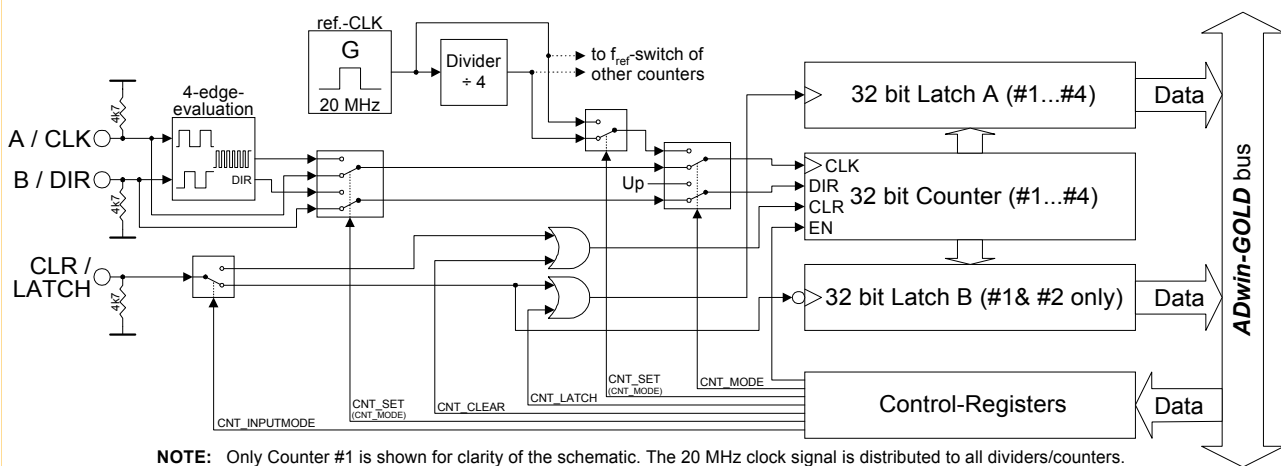 ref.-CLK
G
20 MHz
Divider
÷ 4
to fref-switch of
other counters
4-edge-
evaluation
DIR
4k7
A / CLK
B / DIR
4k7
CLR /
LATCH
4k7
Up
32 bit Latch A (#1...#4)
Data
CLK
DIR
CLR
EN
32 bit Counter (#1...#4)
32 bit Latch B (#1& #2 only)
Data
Control-Registers
Data
ADwin-GOLD bus
CNT_INPUTMODE
CNT_SET
(CNT_MODE)
CNT_CLEAR
CNT_LATCH
CNT_SET
(CNT_MODE)
CNT_MODE
NOTE: Only Counter #1 is shown for clarity of the schematic. The 20 MHz clock signal is distributed to all dividers/counters.